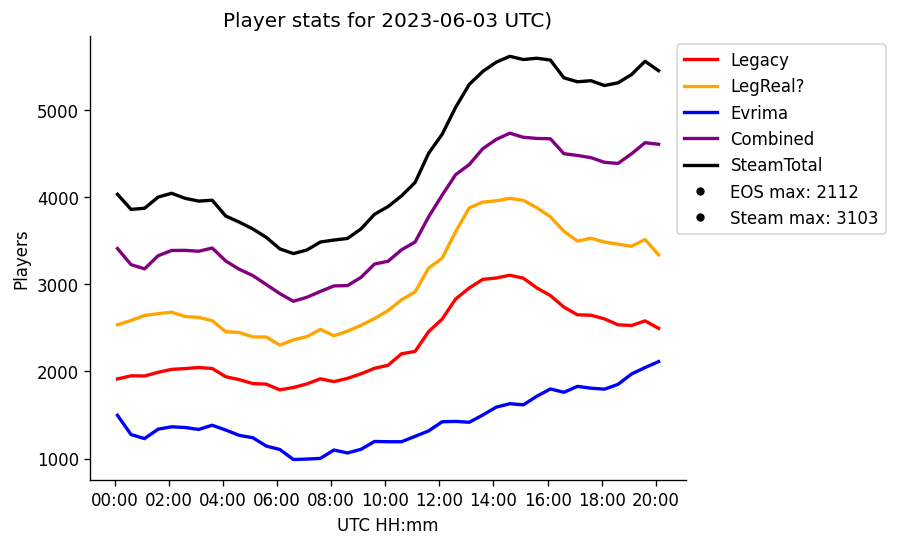 Player stats for 2023-06-03 UTC)
Legacy
LegReal?
Evrima
Combined
SteamTotal
EOS max: 2112
Steam max: 3103
Players
5000
4000
3000
2000
1000
00:00 02:00 04:00 06:00 08:00 10:00 12:00 14:00 16:00 18:00 20:00
UTC HH:mm